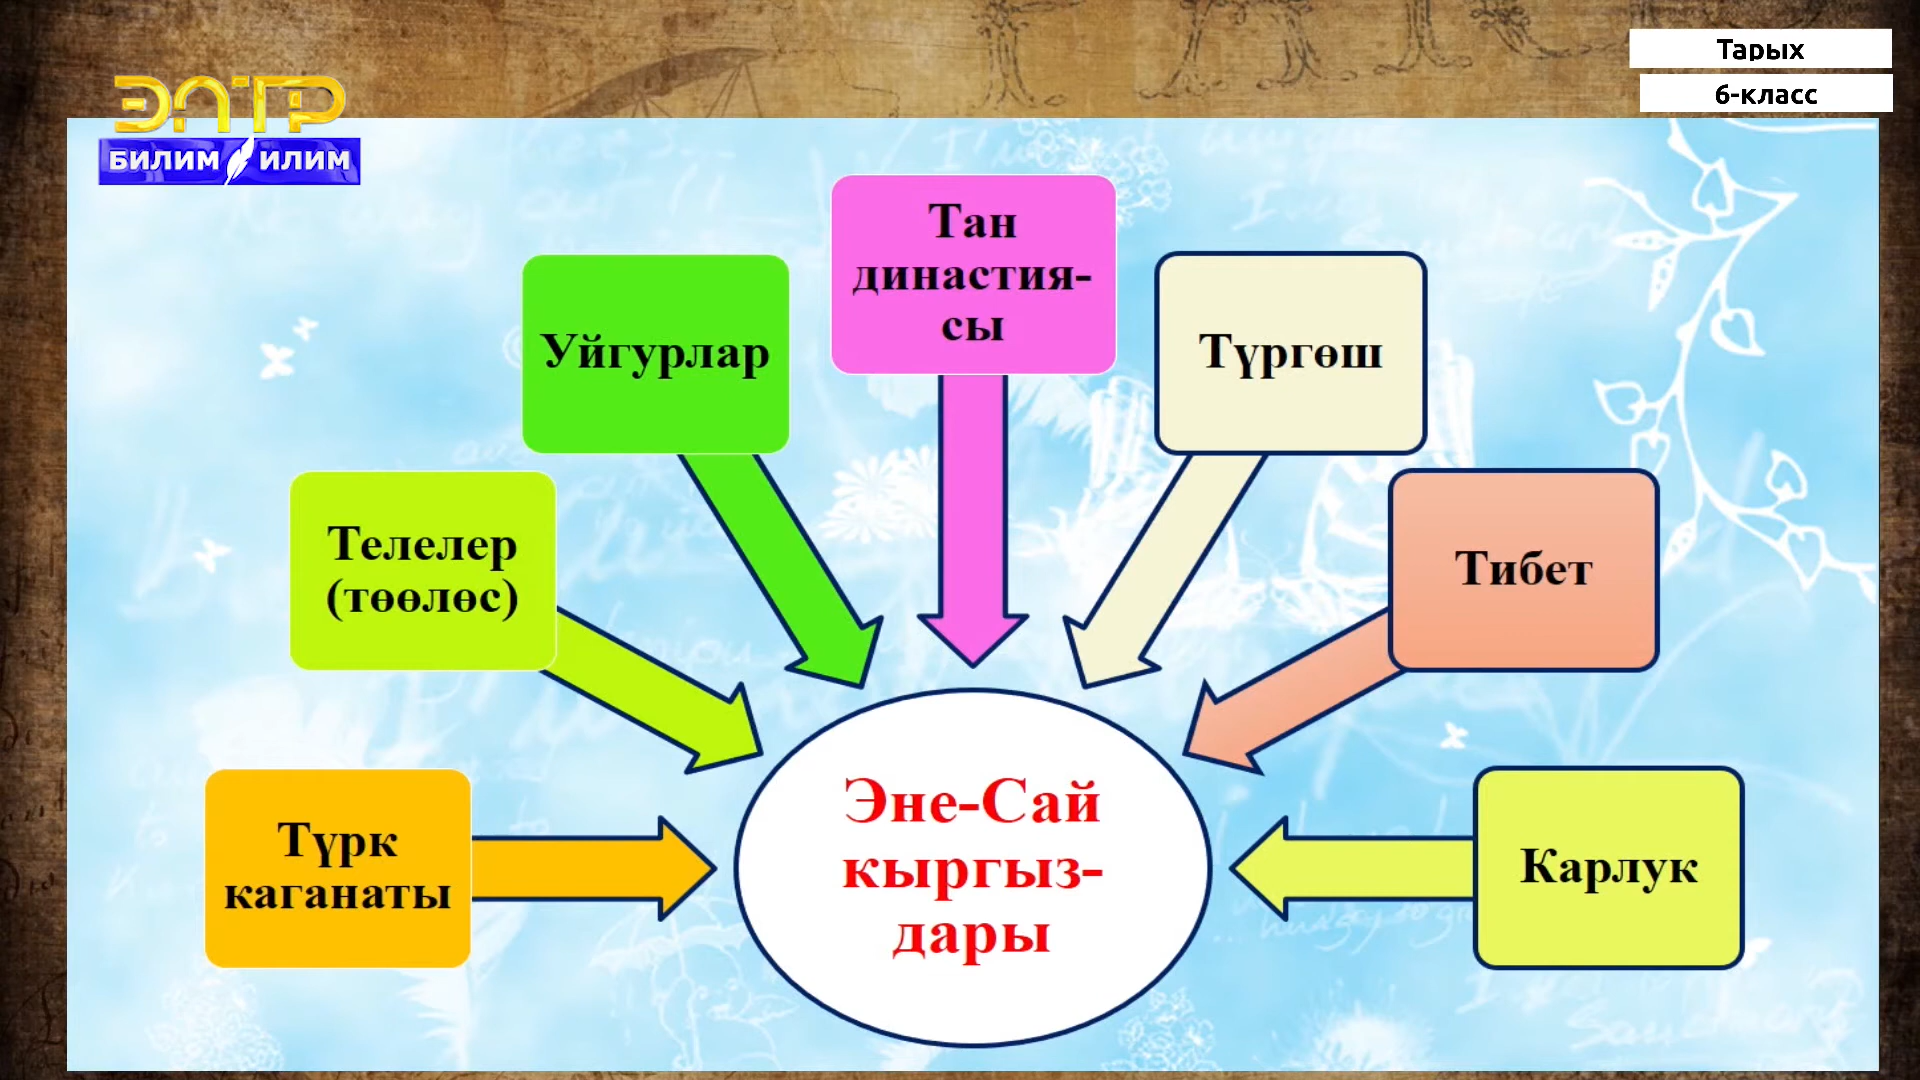 Тарых
6-класс
ЭЛТР
БИЛИМ ИЛИМ
Тан
династия-
сы
Уйгурлар
Түргөш
Телелер
(төөлөс)
Тибет
Түрк
каганаты
Эне-Сай
кыргыз-
дары
Карлук